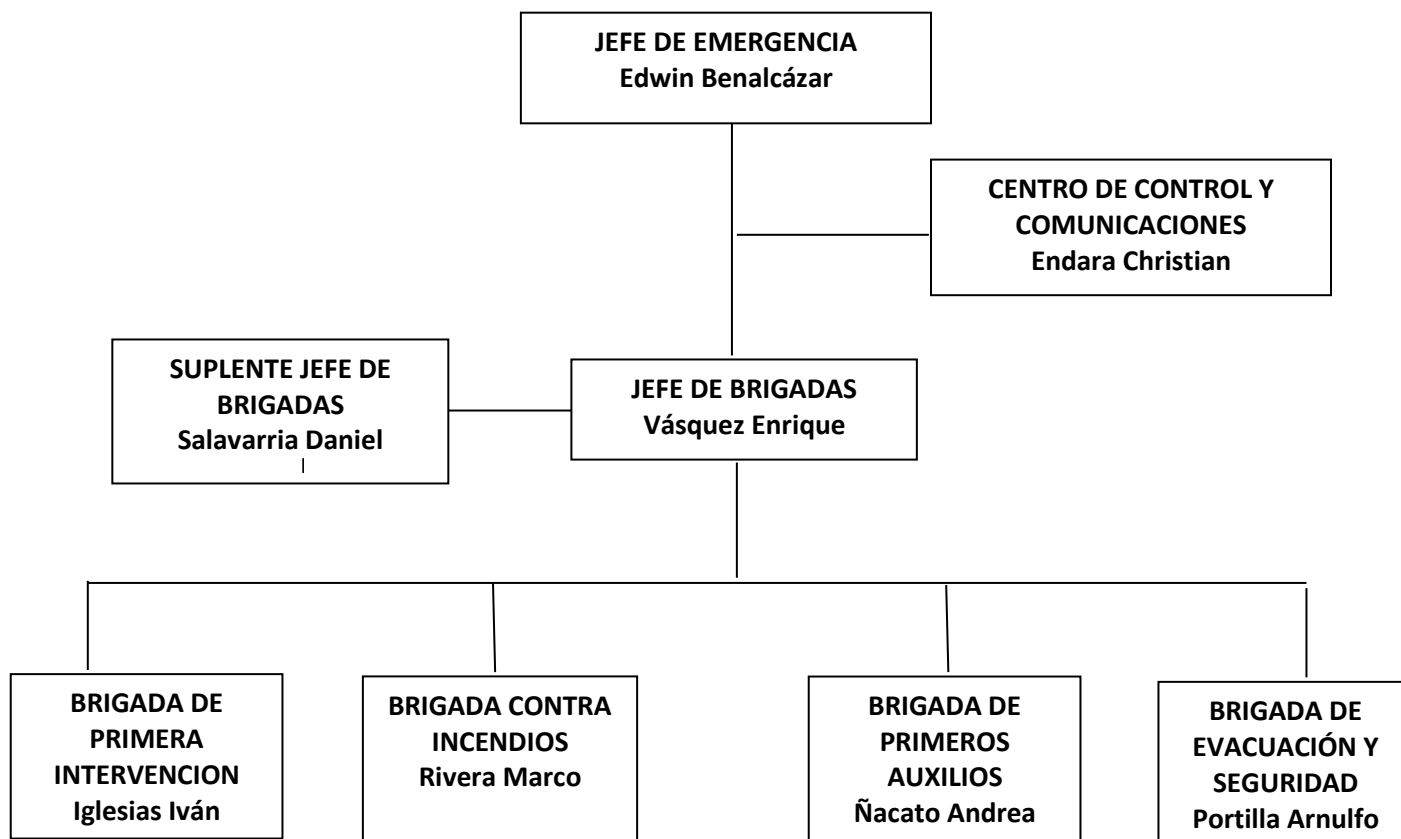 JEFE DE EMERGENCIA
Edwin Benalcázar
CENTRO DE CONTROL Y
COMUNICACIONES
Endara Christian
SUPLENTE JEFE DE
BRIGADAS
Salavarria Daniel
JEFE DE BRIGADAS
Vásquez Enrique
BRIGADA DE
PRIMERA
INTERVENCION
Iglesias Iván
BRIGADA CONTRA
INCENDIOS
Rivera Marco
BRIGADA DE
PRIMEROS
AUXILIOS
Ñacato Andrea
BRIGADA DE
EVACUACIÓN Y
SEGURIDAD
Portilla Arnulfo